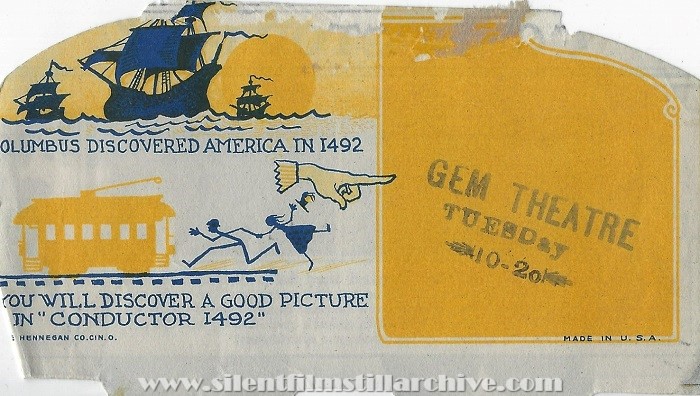 OLUMBUS DISCOVERED AMERICA IN 1492
YOU WILL DISCOVER A GOOD PICTURE
IN "CONDUCTOR 1492"
HENNEGAN CO. CIN. O.
GEM THEATRE
TUESDAY
10-20
MADE IN U. S. A.
www.silentfilmstillarchive.com